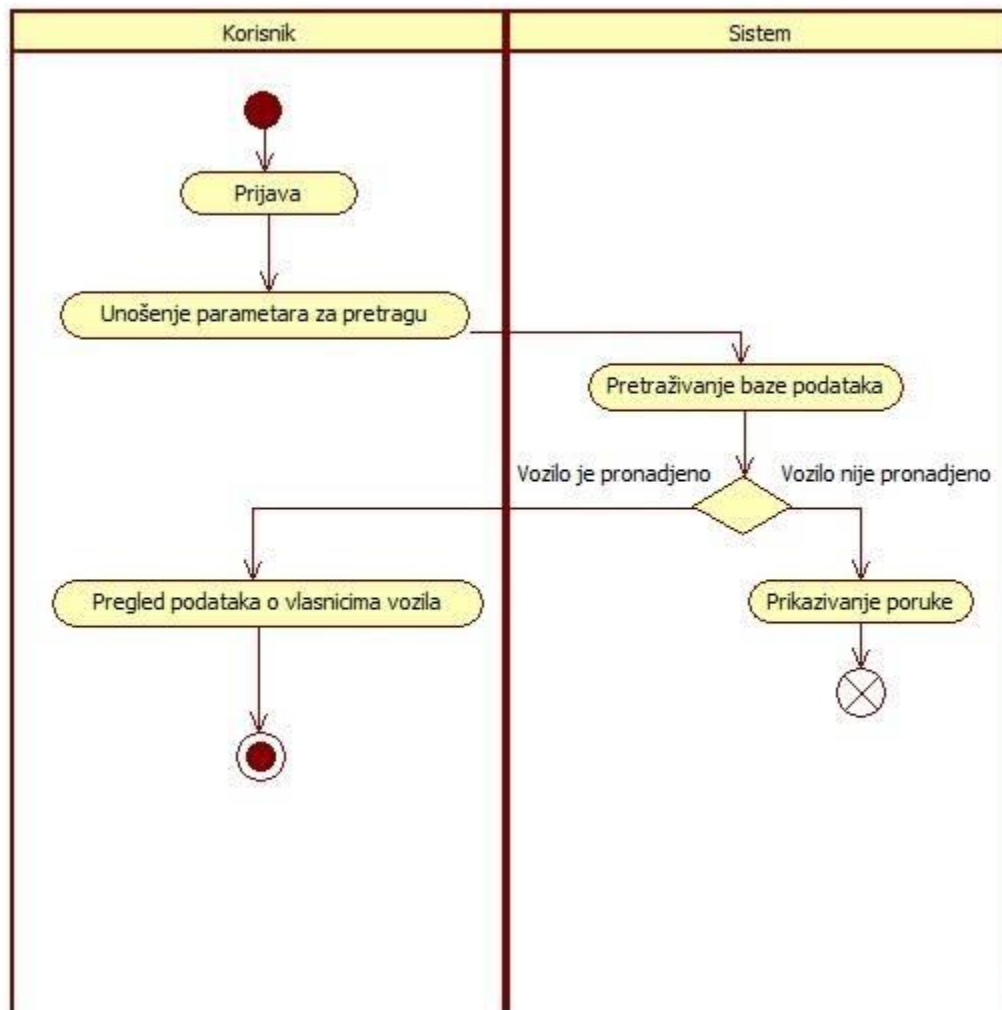 Korisnik
Sistem
Prijava
Unošenje parametara za pretragu
Pretraživanje baze podataka
Vozilo je pronadjeno
Vozilo nije pronadjeno
Pregled podataka o vlasnicima vozila
Prikazivanje poruke